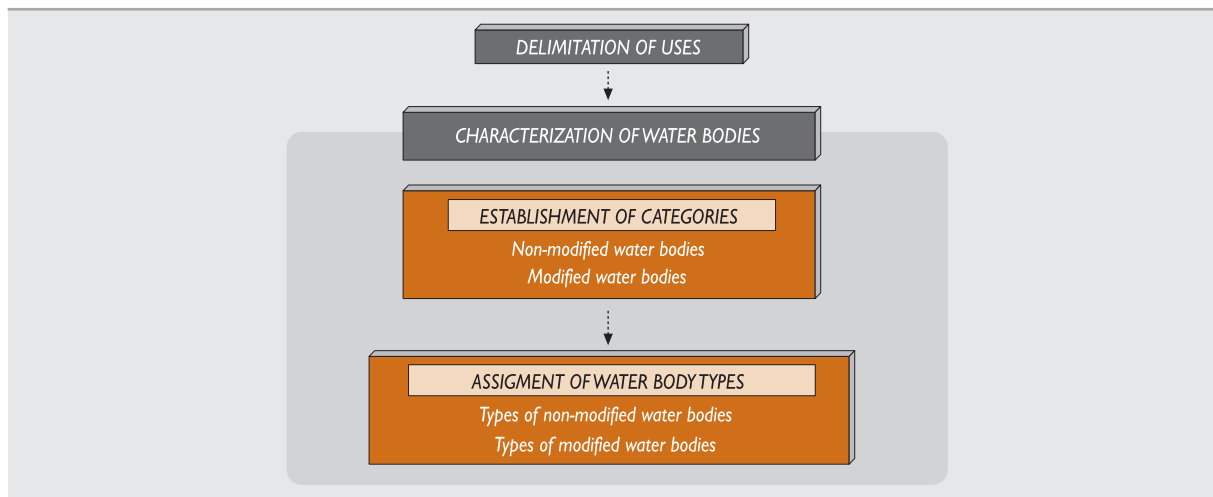 DELIMITATION OF USES
CHARACTERIZATION OF WATER BODIES
ESTABLISHMENT OF CATEGORIES
Non-modified water bodies
Modified water bodies
ASSIGMENT OF WATER BODY TYPES
Types of non-modified water bodies
Types of modified water bodies